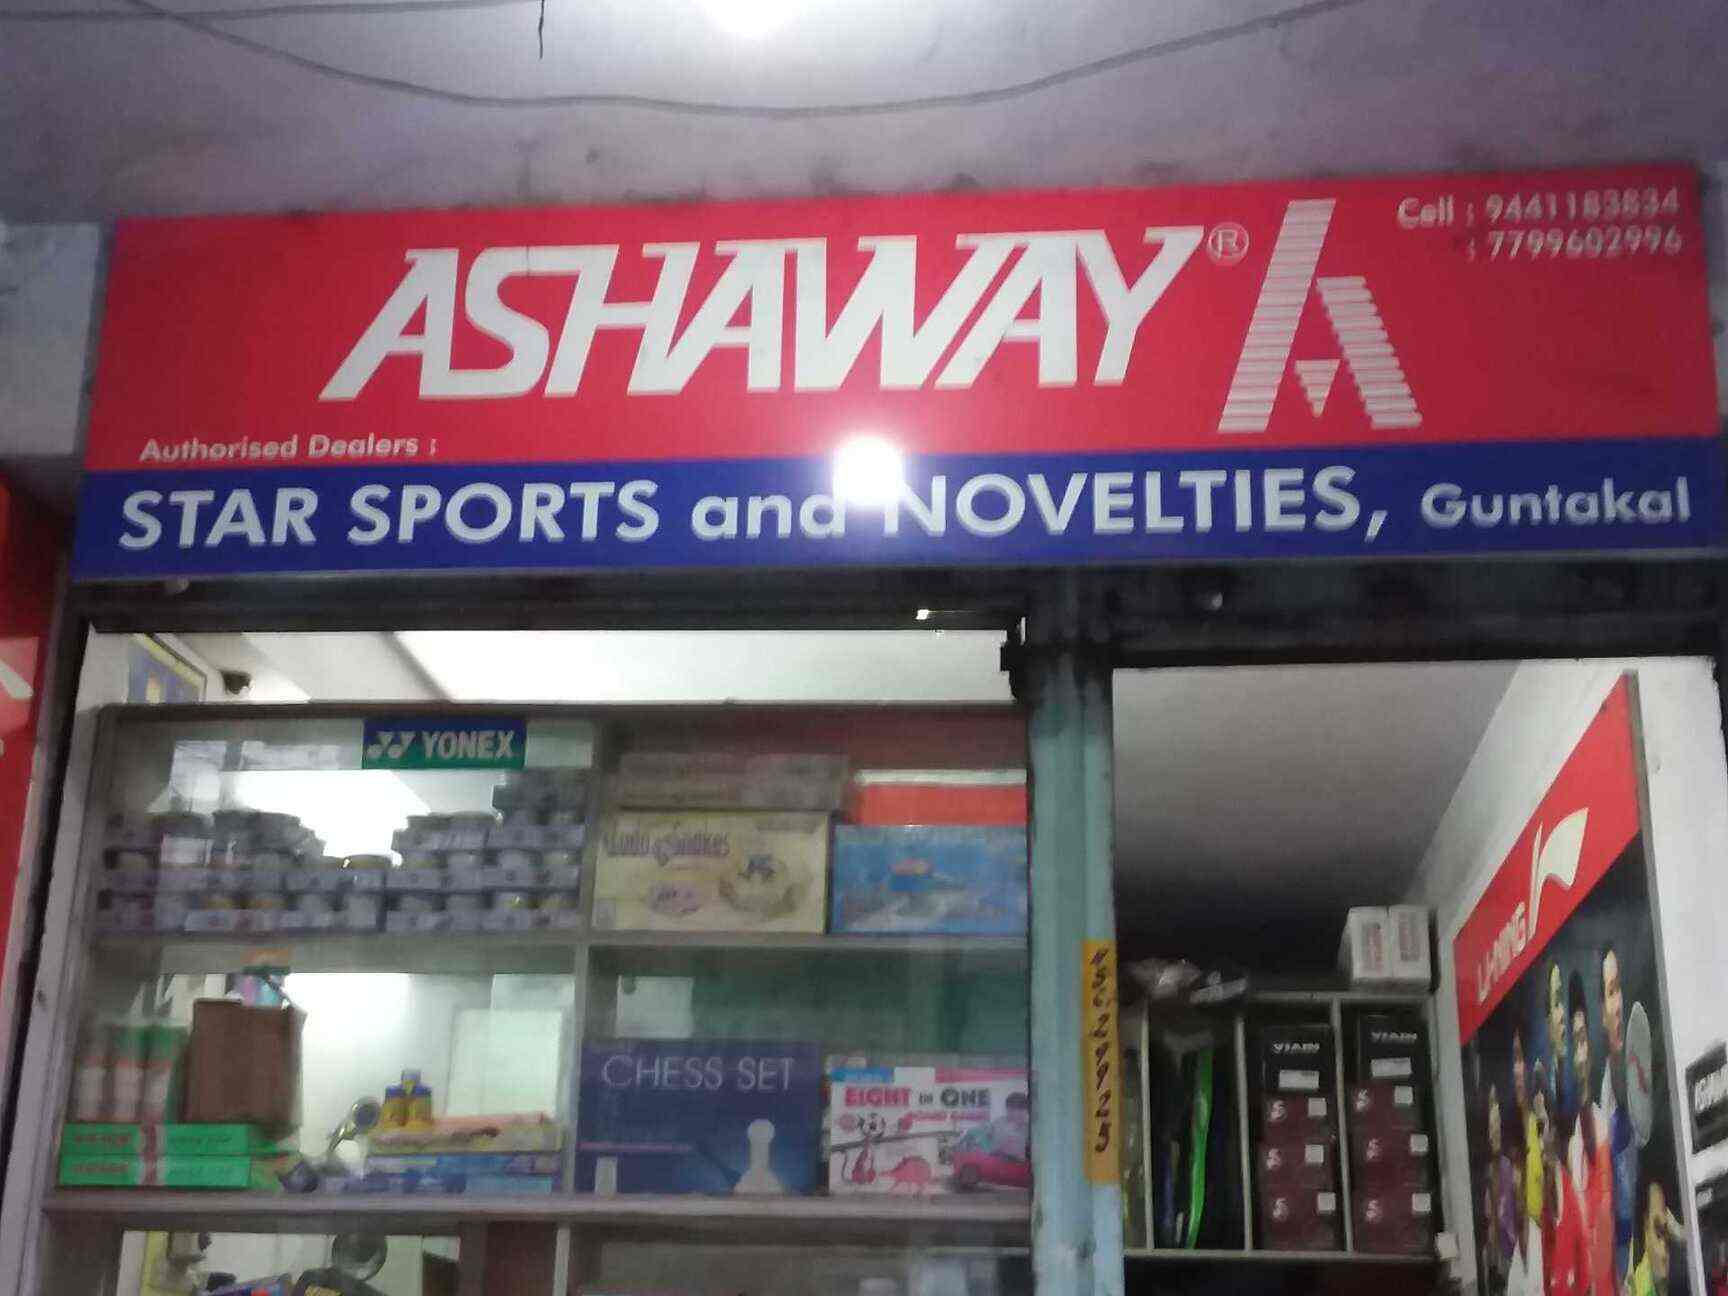 ASHAWAY®
Cell : 9441183834
: 7799602996
Authorised Dealers :
STAR SPORTS and NOVELTIES, Guntakal
YONEX
CHESS SET
EIGHT IN ONE
LI-NING